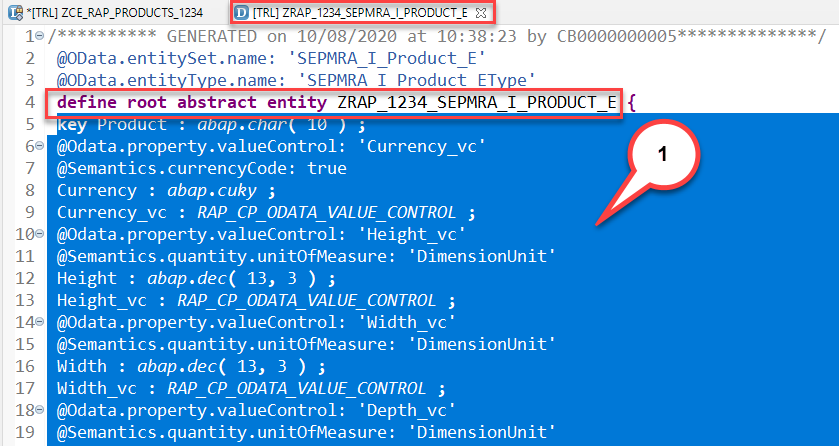 *[TRL] ZCE_RAP_PRODUCTS_1234 [TRL] ZRAP_1234_SEPMRA_I_PRODUCT_E
1 /********** GENERATED on 10/08/2020 at 10:38:23 by CB0000000005**************/
2 @OData.entitySet.name: 'SEPMRA_I_Product_E'
3 @OData.entityType.name: 'SEPMRA_I_Product_EType'
4 define root abstract entity ZRAP_1234_SEPMRA_I_PRODUCT_E {
5 key Product : abap.char( 10 ) ;
6 @Odata.property.valueControl: 'Currency_vc'
7 @Semantics.currencyCode: true
8 Currency : abap.cuky ;
9 Currency_vc : RAP_CP_ODATA_VALUE_CONTROL ;
10 @Odata.property.valueControl: 'Height_vc'
11 @Semantics.quantity.unitOfMeasure: 'DimensionUnit'
12 Height : abap.dec( 13, 3 ) ;
13 Height_vc : RAP_CP_ODATA_VALUE_CONTROL ;
14 @Odata.property.valueControl: 'Width_vc'
15 @Semantics.quantity.unitOfMeasure: 'DimensionUnit'
16 Width : abap.dec( 13, 3 ) ;
17 Width_vc : RAP_CP_ODATA_VALUE_CONTROL ;
18 @Odata.property.valueControl: 'Depth_vc'
19 @Semantics.quantity.unitOfMeasure: 'DimensionUnit'
1